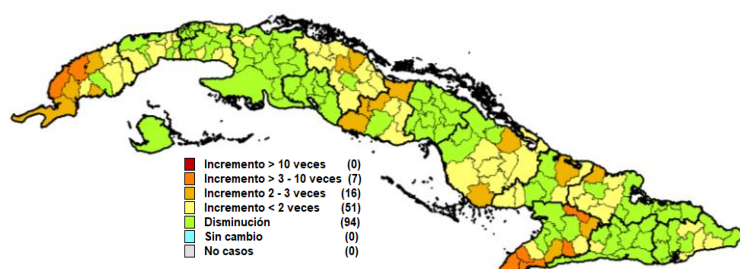 Incremento > 10 veces (0)
Incremento > 3 - 10 veces (7)
Incremento 2 - 3 veces (16)
Incremento < 2 veces (51)
Disminución (94)
Sin cambio (0)
No casos (0)